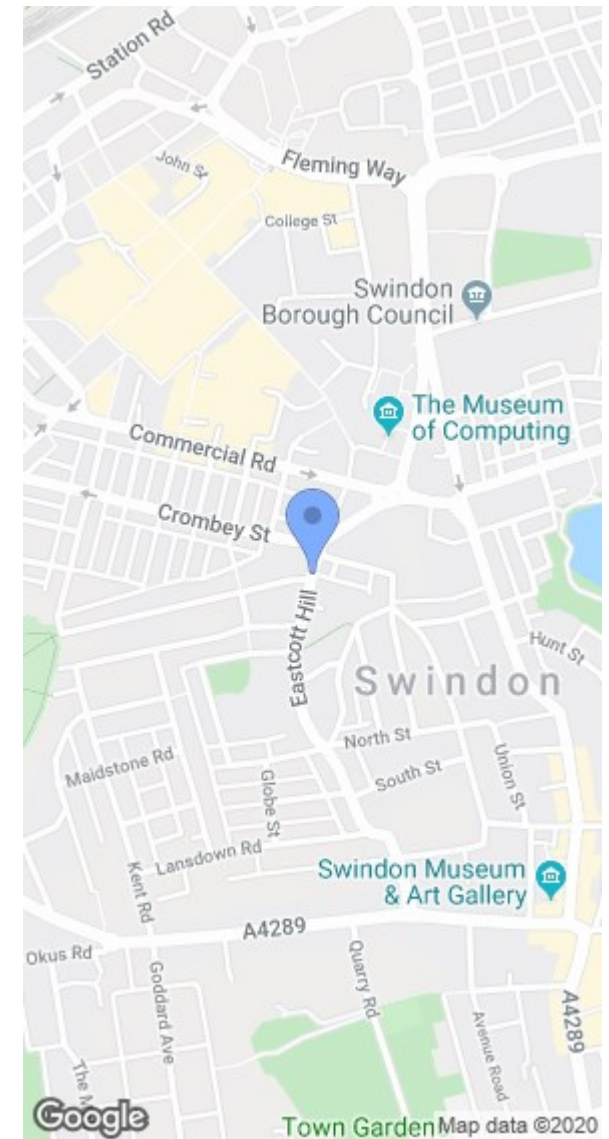 Station Rd
Fleming Way
John St
College St
Swindon
Borough Council
The Museum
of Computing
Commercial Rd
Crombey St
Eastcott Hill
Hunt St
Swindon
North St
Maidstone Rd
Union St
South St
Globe St
Lansdown Rd
Swindon Museum
& Art Gallery
Kent Rd
A4289
Okus Rd
Goddard Ave
Quarry Rd
A4289
Avenue Road
The M
Google
Town Garden
Map data ©2020